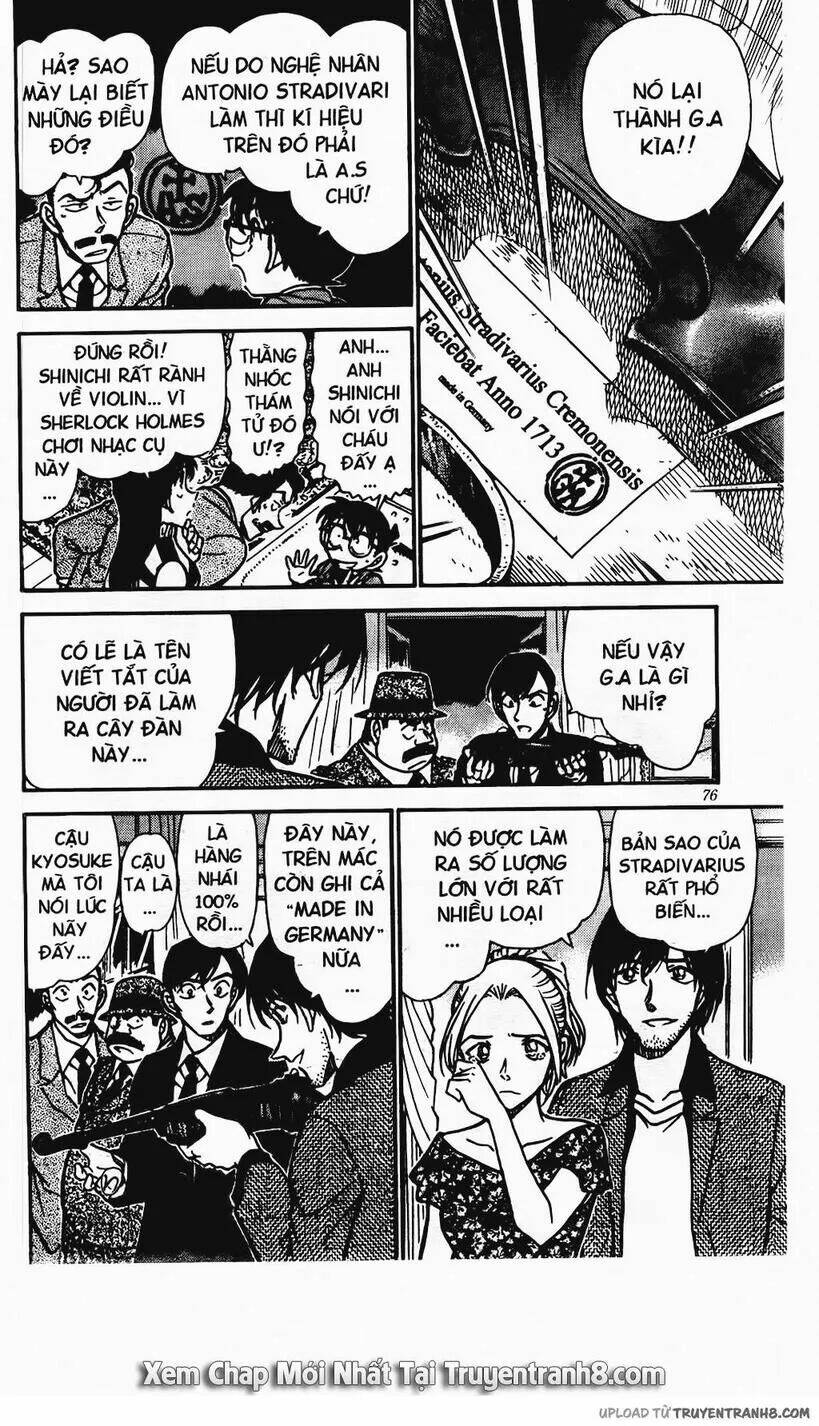 NÓ LẠI
THÀNH G.A
KÌA!!
NẾU DO NGHỆ NHÂN
ANTONIO STRADIVARI
LÀM THÌ KÍ HIỆU
TRÊN ĐÓ PHẢI
LÀ A.S
CHỨ!
HẢ? SAO
MÀY LẠI BIẾT
NHỮNG ĐIỀU
ĐÓ?
A.S
tonius Stradivarius Cremonensis
Faciebat Anno 1713
made in Germany
ANH...
ANH
SHINICHI
NÓI VỚI
CHÁU
ĐẤY Ạ
THẰNG
NHÓC
THÁM
TỬ ĐÓ
Ư!?
ĐÚNG RỒI!
SHINICHI RẤT RÀNH
VỀ VIOLIN... VÌ
SHERLOCK HOLMES
CHƠI NHẠC CỤ
NÀY
...
NẾU VẬY
G.A LÀ GÌ
NHỈ?
CÓ LẼ LÀ TÊN
VIẾT TẮT CỦA
NGƯỜI ĐÃ LÀM
RA CÂY ĐÀN
NÀY...
76
BẢN SAO CỦA
STRADIVARIUS
RẤT PHỔ
BIẾN...
NÓ ĐƯỢC LÀM
RA SỐ LƯỢNG
LỚN VỚI RẤT
NHIỀU LOẠI
...
ĐÂY NÀY,
TRÊN MÁC
CÒN GHI CẢ
"MADE IN
GERMANY"
NỮA
...
LÀ
HÀNG
NHÁI
100%
RỒI...
CẬU
TA LÀ
...
CẬU
KYOSUKE
MÀ TÔI
NÓI LÚC
NÃY
ĐẤY...
Xem Chap Mới Nhất Tại Truyentranh8.com
UPLOAD TỪ TRUYENTRANH8.COM